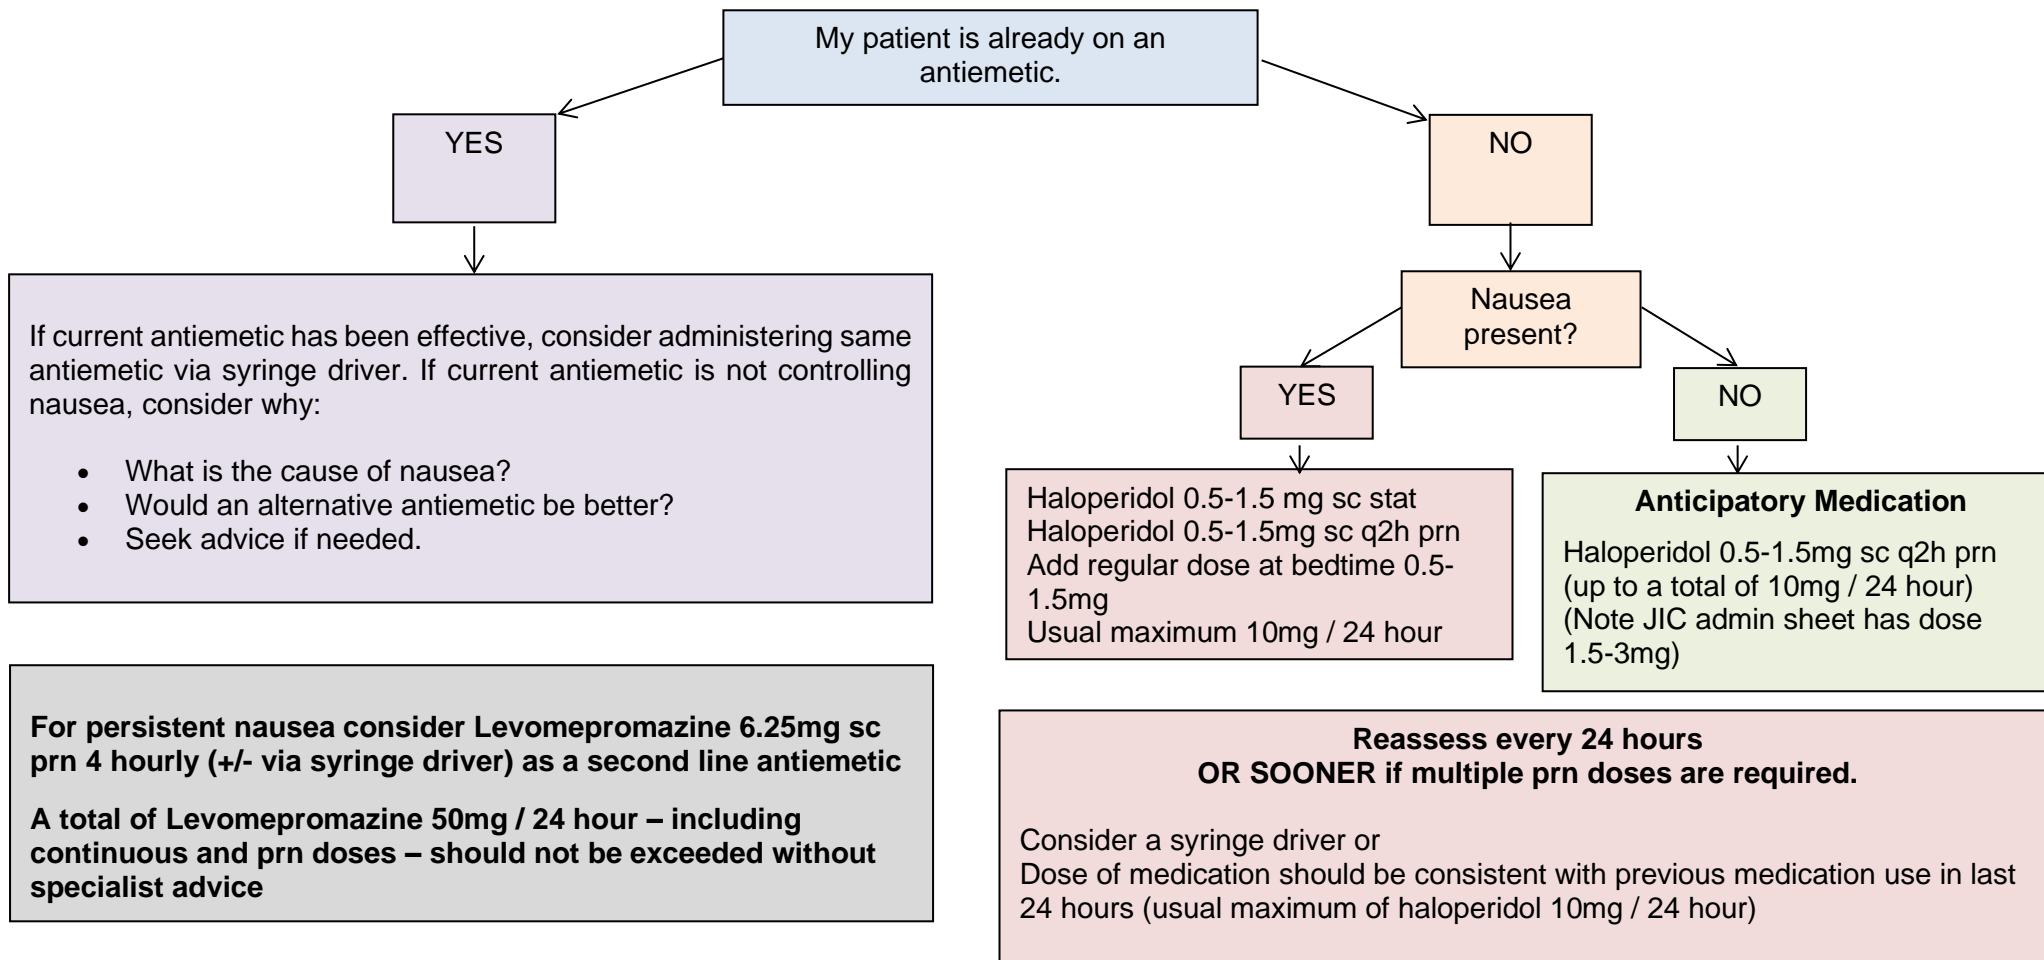 My patient is already on an
antiemetic.
YES
NO
If current antiemetic has been effective, consider administering same
antiemetic via syringe driver. If current antiemetic is not controlling
nausea, consider why:
• What is the cause of nausea?
• Would an alternative antiemetic be better?
• Seek advice if needed.
Nausea
present?
YES
NO
Haloperidol 0.5-1.5 mg sc stat
Haloperidol 0.5-1.5mg sc q2h prn
Add regular dose at bedtime 0.5-
1.5mg
Usual maximum 10mg / 24 hour
Anticipatory Medication
Haloperidol 0.5-1.5mg sc q2h prn
(up to a total of 10mg / 24 hour)
(Note JIC admin sheet has dose
1.5-3mg)
For persistent nausea consider Levomepromazine 6.25mg sc
prn 4 hourly (+/- via syringe driver) as a second line antiemetic
A total of Levomepromazine 50mg / 24 hour – including
continuous and prn doses – should not be exceeded without
specialist advice
Reassess every 24 hours
OR SOONER if multiple prn doses are required.
Consider a syringe driver or
Dose of medication should be consistent with previous medication use in last
24 hours (usual maximum of haloperidol 10mg / 24 hour)